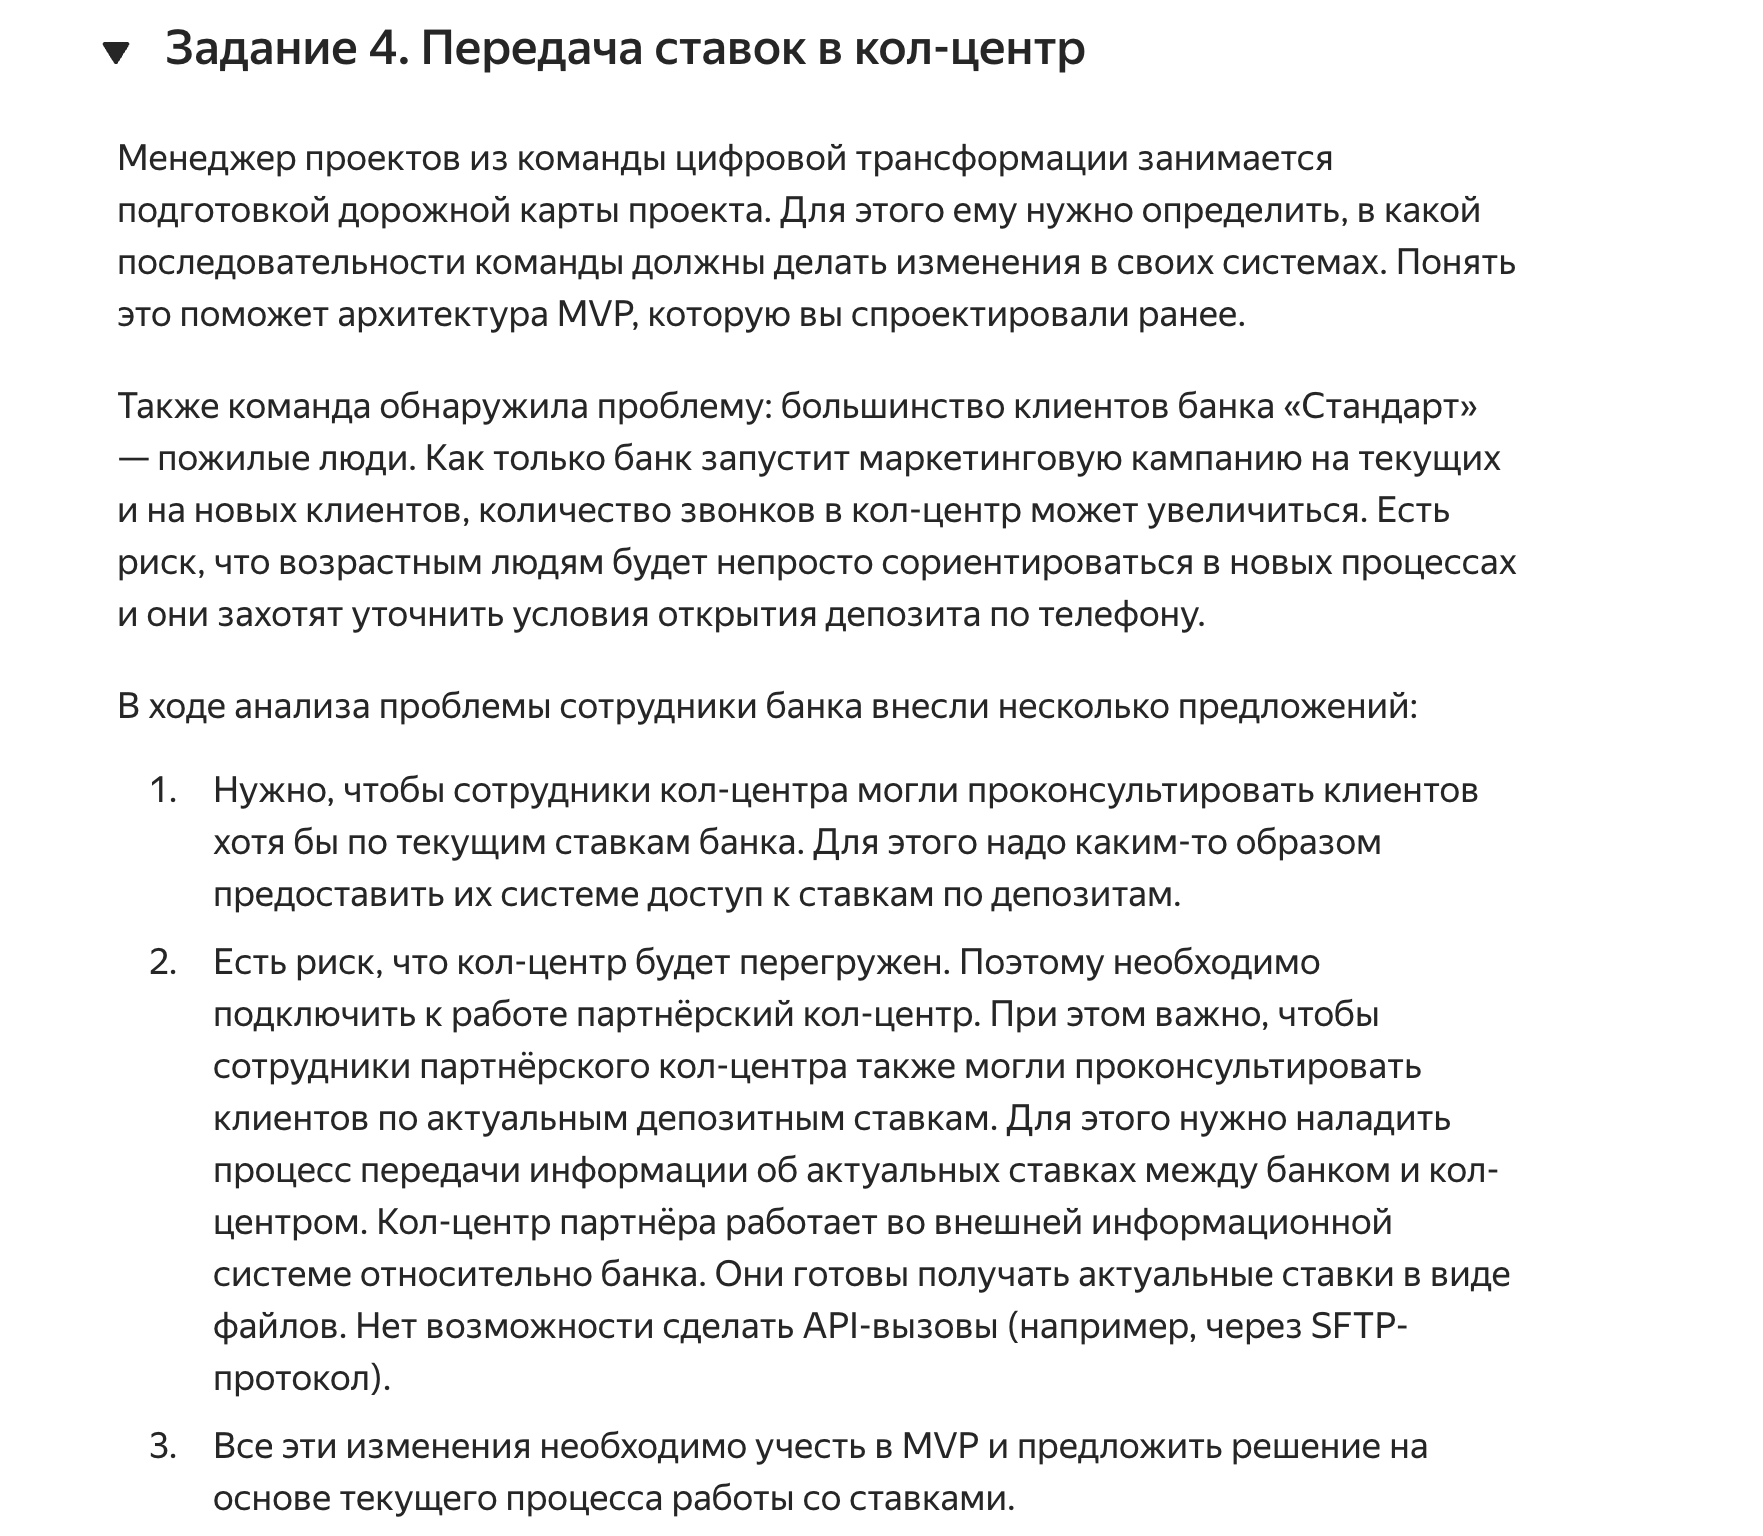 Задание 4. Передача ставок в кол-центр
Менеджер проектов из команды цифровой трансформации занимается
подготовкой дорожной карты проекта. Для этого ему нужно определить, в какой
последовательности команды должны делать изменения в своих системах. Понять
это поможет архитектура MVP, которую вы спроектировали ранее.
Также команда обнаружила проблему: большинство клиентов банка «Стандарт»
— пожилые люди. Как только банк запустит маркетинговую кампанию на текущих
и на новых клиентов, количество звонков в кол-центр может увеличиться. Есть
риск, что возрастным людям будет непросто сориентироваться в новых процессах
и они захотят уточнить условия открытия депозита по телефону.
В ходе анализа проблемы сотрудники банка внесли несколько предложений:
1. Нужно, чтобы сотрудники кол-центра могли проконсультировать клиентов
хотя бы по текущим ставкам банка. Для этого надо каким-то образом
предоставить их системе доступ к ставкам по депозитам.
2. Есть риск, что кол-центр будет перегружен. Поэтому необходимо
подключить к работе партнёрский кол-центр. При этом важно, чтобы
сотрудники партнёрского кол-центра также могли проконсультировать
клиентов по актуальным депозитным ставкам. Для этого нужно наладить
процесс передачи информации об актуальных ставках между банком и кол-
центром. Кол-центр партнёра работает во внешней информационной
системе относительно банка. Они готовы получать актуальные ставки в виде
файлов. Нет возможности сделать API-вызовы (например, через SFTP-
протокол).
3. Все эти изменения необходимо учесть в MVP и предложить решение на
основе текущего процесса работы со ставками.